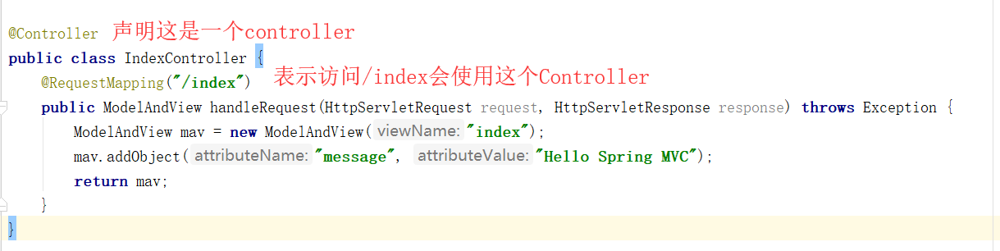 @Controller 声明这是一个controller
public class IndexController {
@RequestMapping("/index") 表示访问/index会使用这个Controller
public ModelAndView handleRequest(HttpServletRequest request, HttpServletResponse response) throws Exception {
ModelAndView mav = new ModelAndView( viewName: "index");
mav.addObject( attributeName: "message", attributeValue: "Hello Spring MVC");
return mav;
}
}